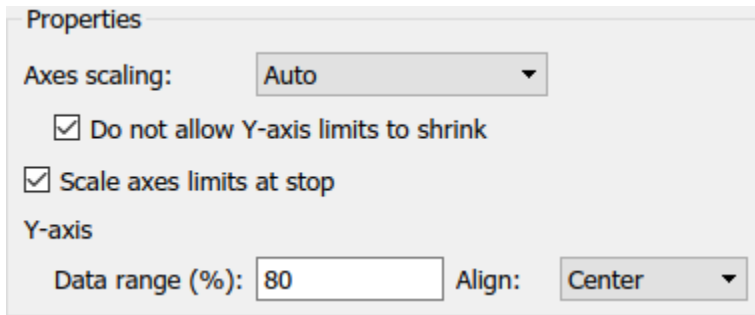 Properties
Axes scaling: Auto
Do not allow Y-axis limits to shrink
Scale axes limits at stop
Y-axis
Data range (%): 80 Align: Center